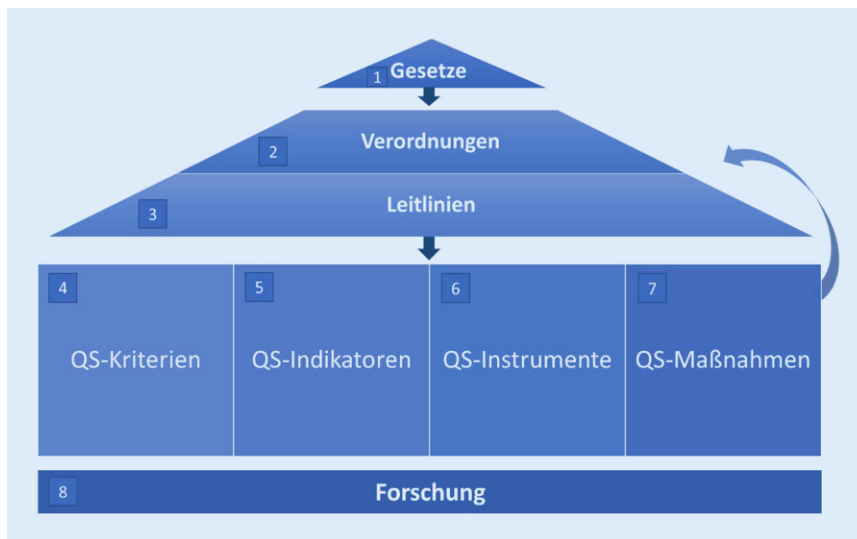 1 Gesetze
2 Verordnungen
3 Leitlinien
4 5 6 7
QS-Kriterien QS-Indikatoren QS-Instrumente QS-Maßnahmen
8 Forschung